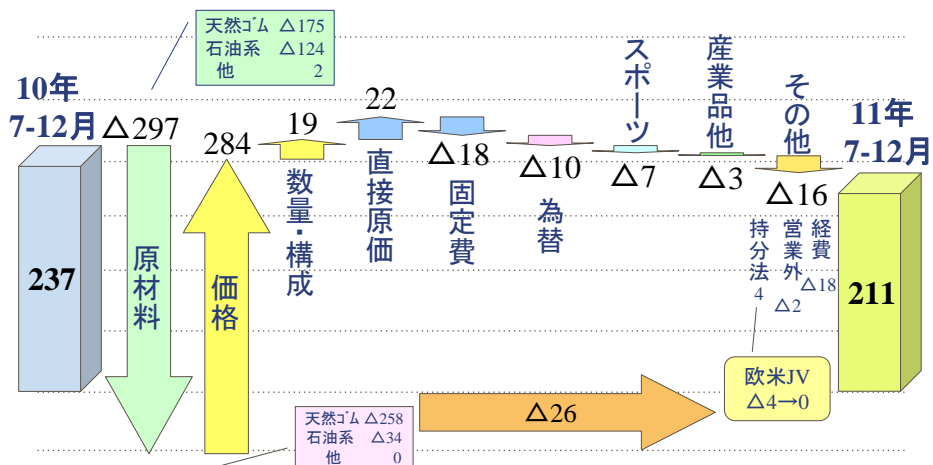 天然ゴム △175
石油系 △124
他 2
10年
7-12月
237
△297
原材料
284
価格
19
数量・構成
22
直接原価
△18
固定費
△10
為替
スポーツ
△7
産業品他
△3
その他
△16
持分法
4
営業外
△2
経費
△18
11年
7-12月
211
欧米JV
△4→0
△26
天然ゴム △258
石油系 △34
他 0